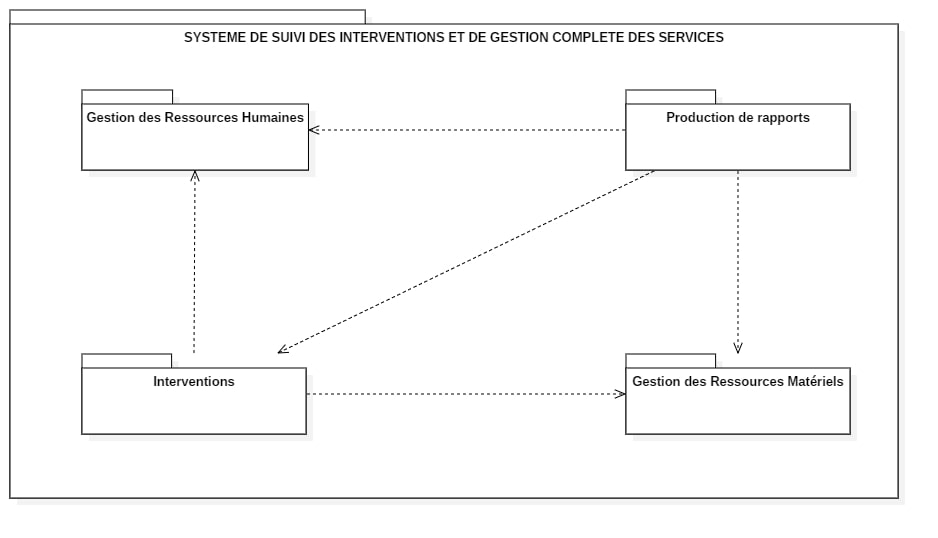 SYSTEME DE SUIVI DES INTERVENTIONS ET DE GESTION COMPLETE DES SERVICES
Gestion des Ressources Humaines
Production de rapports
Interventions
Gestion des Ressources Matériels